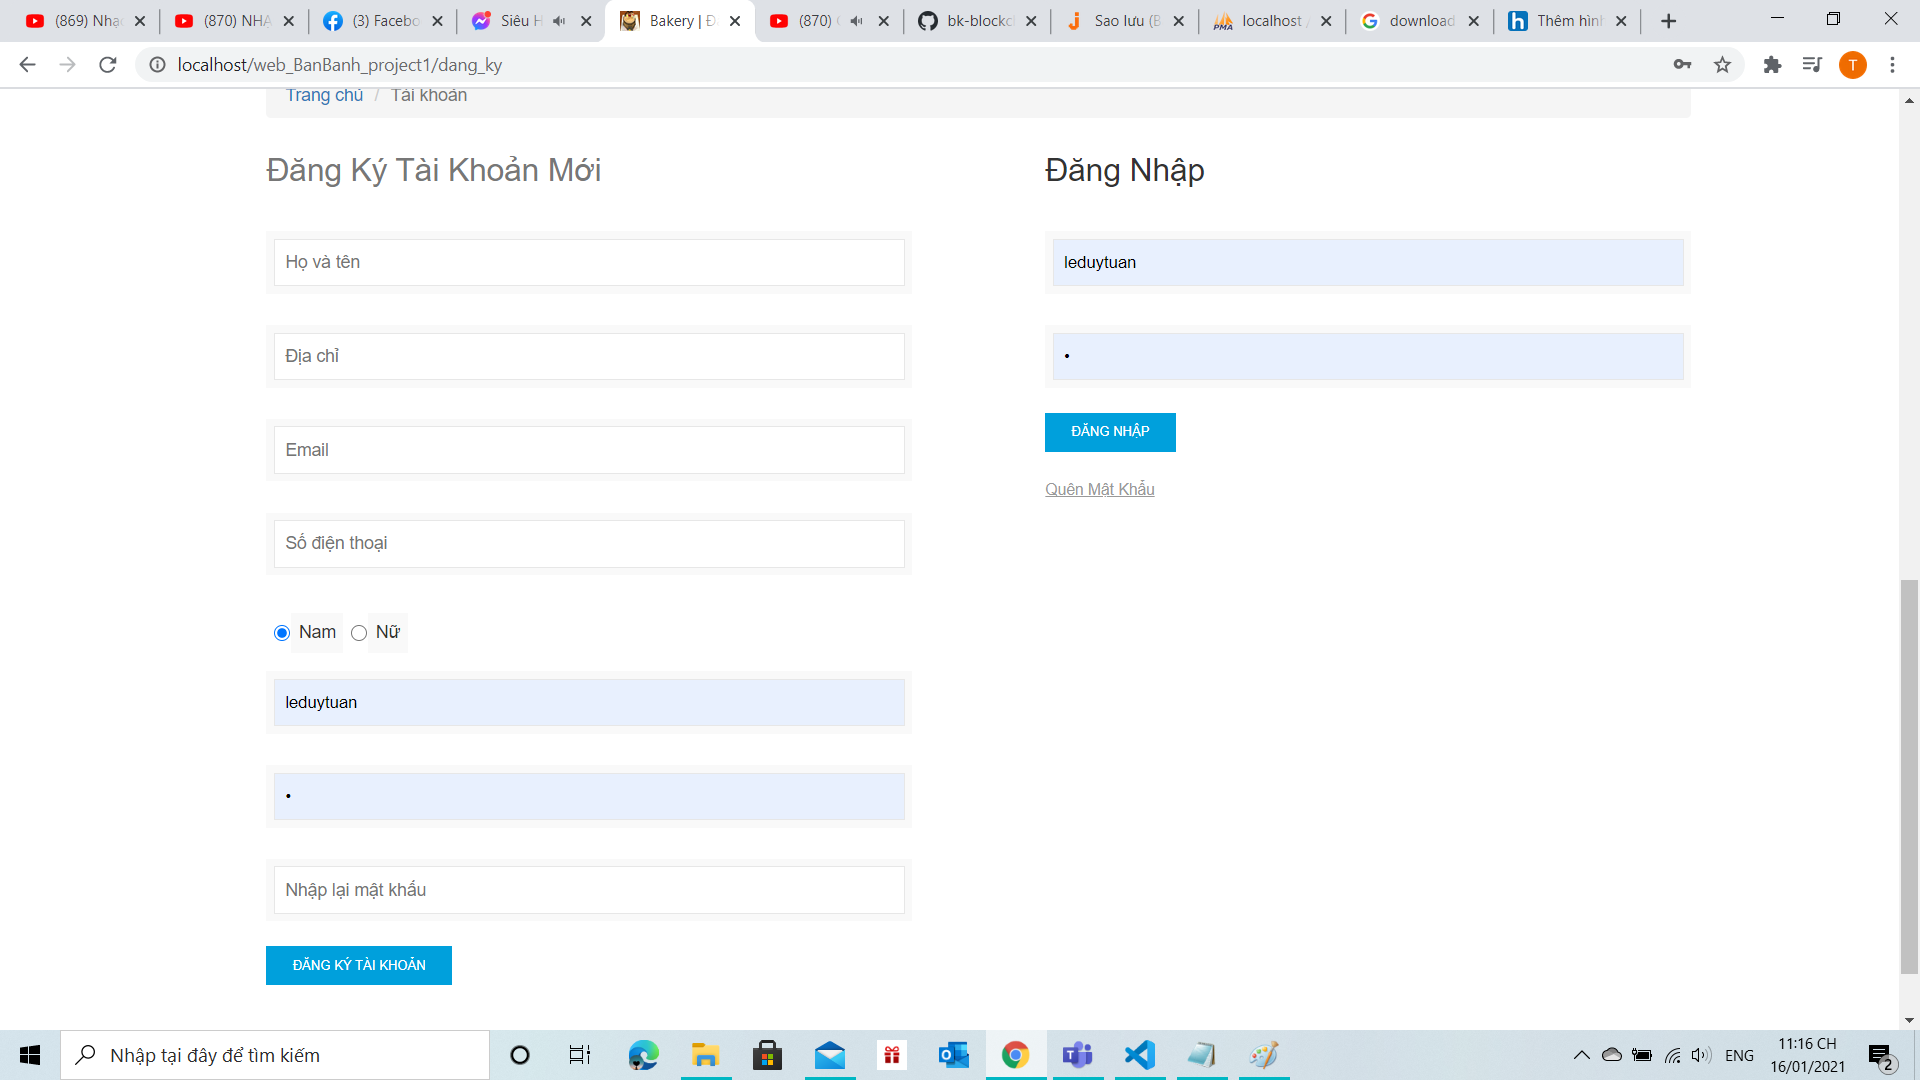 (869) Nhạc
(870) NHẠ
(3) Facebo
Siêu H
Bakery | Đ
(870)
bk-blockc
Sao lưu (B
localhost /
download
Thêm hình
localhost/web_BanBanh_project1/dang_ky
T
Trang chủ / Tài khoản
Đăng Ký Tài Khoản Mới
Họ và tên
Địa chỉ
Email
Số điện thoại
Nam Nữ
leduytuan
•
Nhập lại mật khẩu
ĐĂNG KÝ TÀI KHOẢN
Đăng Nhập
leduytuan
•
ĐĂNG NHẬP
Quên Mật Khẩu
Nhập tại đây để tìm kiếm
ENG
11:16 CH
16/01/2021
2